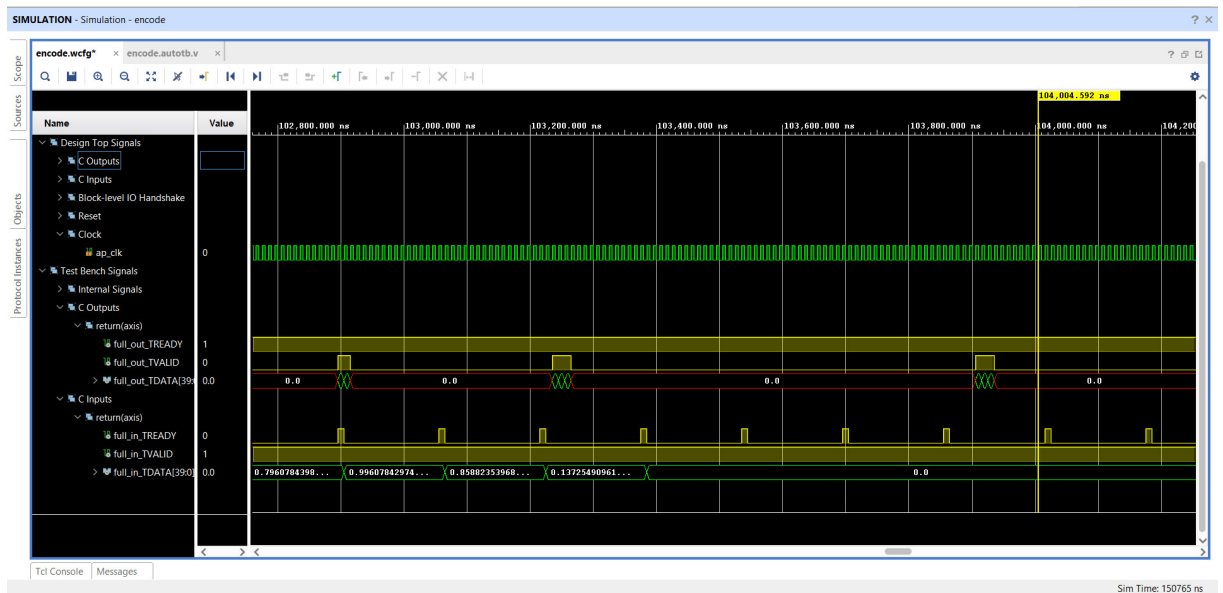 SIMULATION - Simulation - encode
encode.wcfg*
encode.autotb.v
Scope
Sources
Objects
Protocol Instances
Name
Value
104,004.592 ns
102,800.000 ns
103,000.000 ns
103,200.000 ns
103,400.000 ns
103,600.000 ns
103,800.000 ns
104,000.000 ns
104,200
Design Top Signals
C Outputs
C Inputs
Block-level IO Handshake
Reset
Clock
ap_clk 0
Test Bench Signals
Internal Signals
C Outputs
return(axis)
full_out_TREADY 1
full_out_TVALID 0
full_out_TDATA[39: 0.0 0.0 0.0 0.0 0.0
C Inputs
return(axis)
full_in_TREADY 0
full_in_TVALID 1
full_in_TDATA[39:0] 0.0 0.7960784398... 0.99607842974... 0.85882353968... 0.13725490961... 0.0
Tcl Console
Messages
Sim Time: 150765 ns